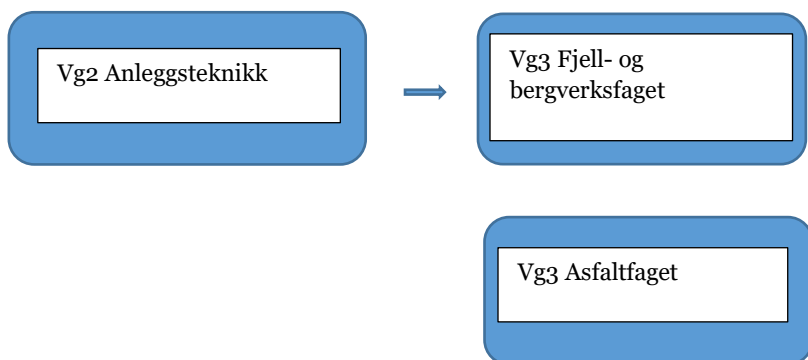 Vg2 Anleggsteknikk
Vg3 Fjell- og
bergverksfaget
Vg3 Asfaltfaget